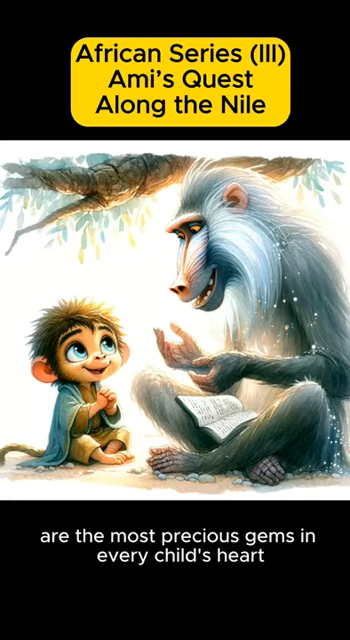 African Series (III)
Ami's Quest
Along the Nile
are the most precious gems in
every child's heart